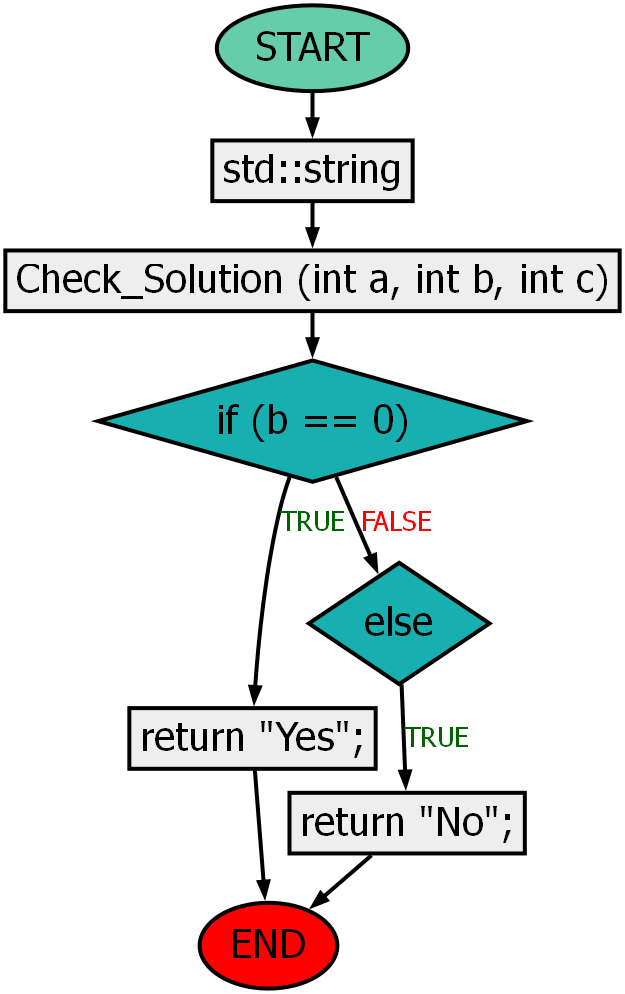 START
std::string
Check_Solution (int a, int b, int c)
if (b == 0)
TRUE
FALSE
else
return "Yes";
TRUE
return "No";
END